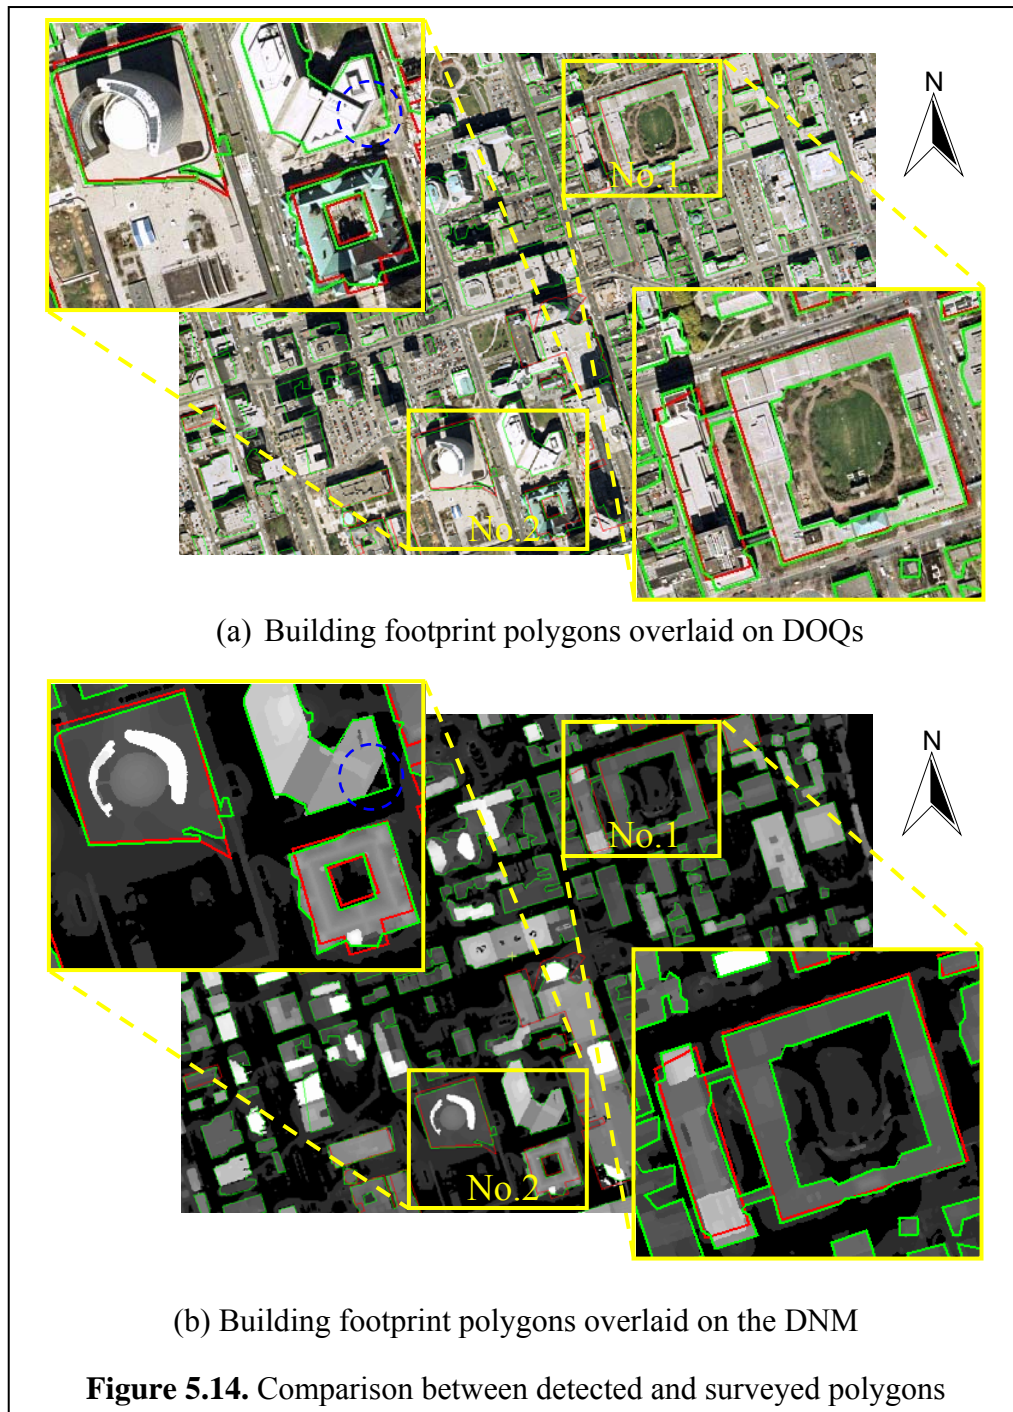 N
No.1
No.2
(a) Building footprint polygons overlaid on DOQs
N
No.1
No.2
(b) Building footprint polygons overlaid on the DNM
Figure 5.14. Comparison between detected and surveyed polygons